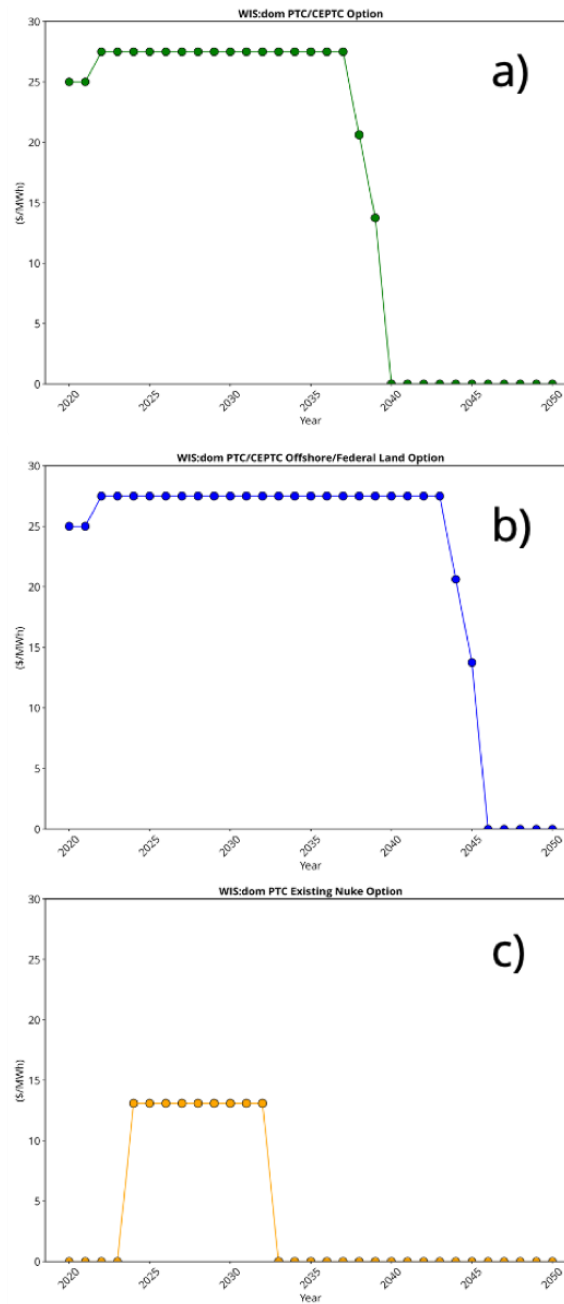 WIS:dom PTC/CEPTC Option
30
25
20
15
10
5
0
($/MWh)
a)
2020 2025 2030 2035 2040 2045 2050
Year
WIS:dom PTC/CEPTC Offshore/Federal Land Option
30
25
20
15
10
5
0
($/MWh)
b)
2020 2025 2030 2035 2040 2045 2050
Year
WIS:dom PTC Existing Nuke Option
30
25
20
15
10
5
0
($/MWh)
c)
2020 2025 2030 2035 2040 2045 2050
Year